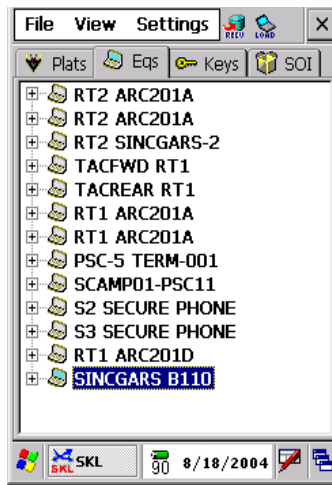 File View Settings RECV LOAD X
Plats Eqs Keys SOI
RT2 ARC201A
RT2 ARC201A
RT2 SINCGARS-2
TACFWD RT1
TACREAR RT1
RT1 ARC201A
RT1 ARC201A
PSC-5 TERM-001
SCAMP01-PSC11
S2 SECURE PHONE
S3 SECURE PHONE
RT1 ARC201D
SINCGARS B110
SKL SKL 90 8/18/2004